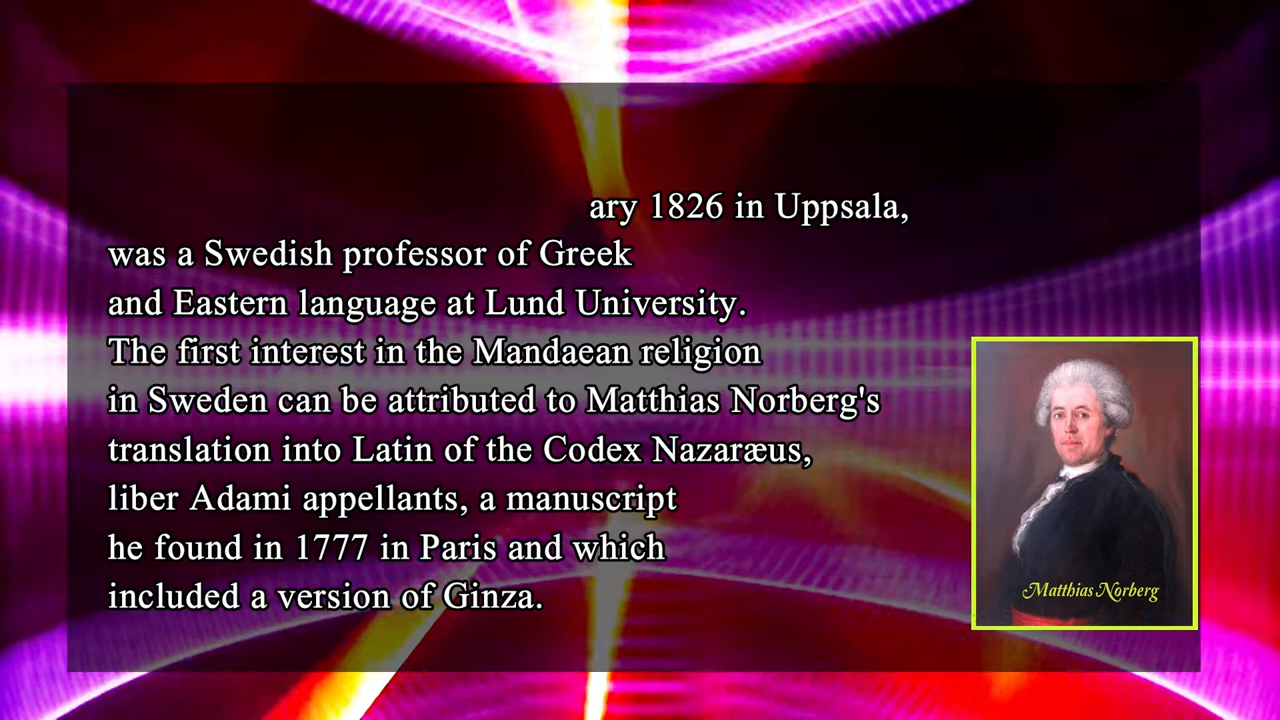 ary 1826 in Uppsala,
was a Swedish professor of Greek
and Eastern language at Lund University.
The first interest in the Mandaean religion
in Sweden can be attributed to Matthias Norberg's
translation into Latin of the Codex Nazaræus,
liber Adami appellants, a manuscript
he found in 1777 in Paris and which
included a version of Ginza.
Matthias Norberg